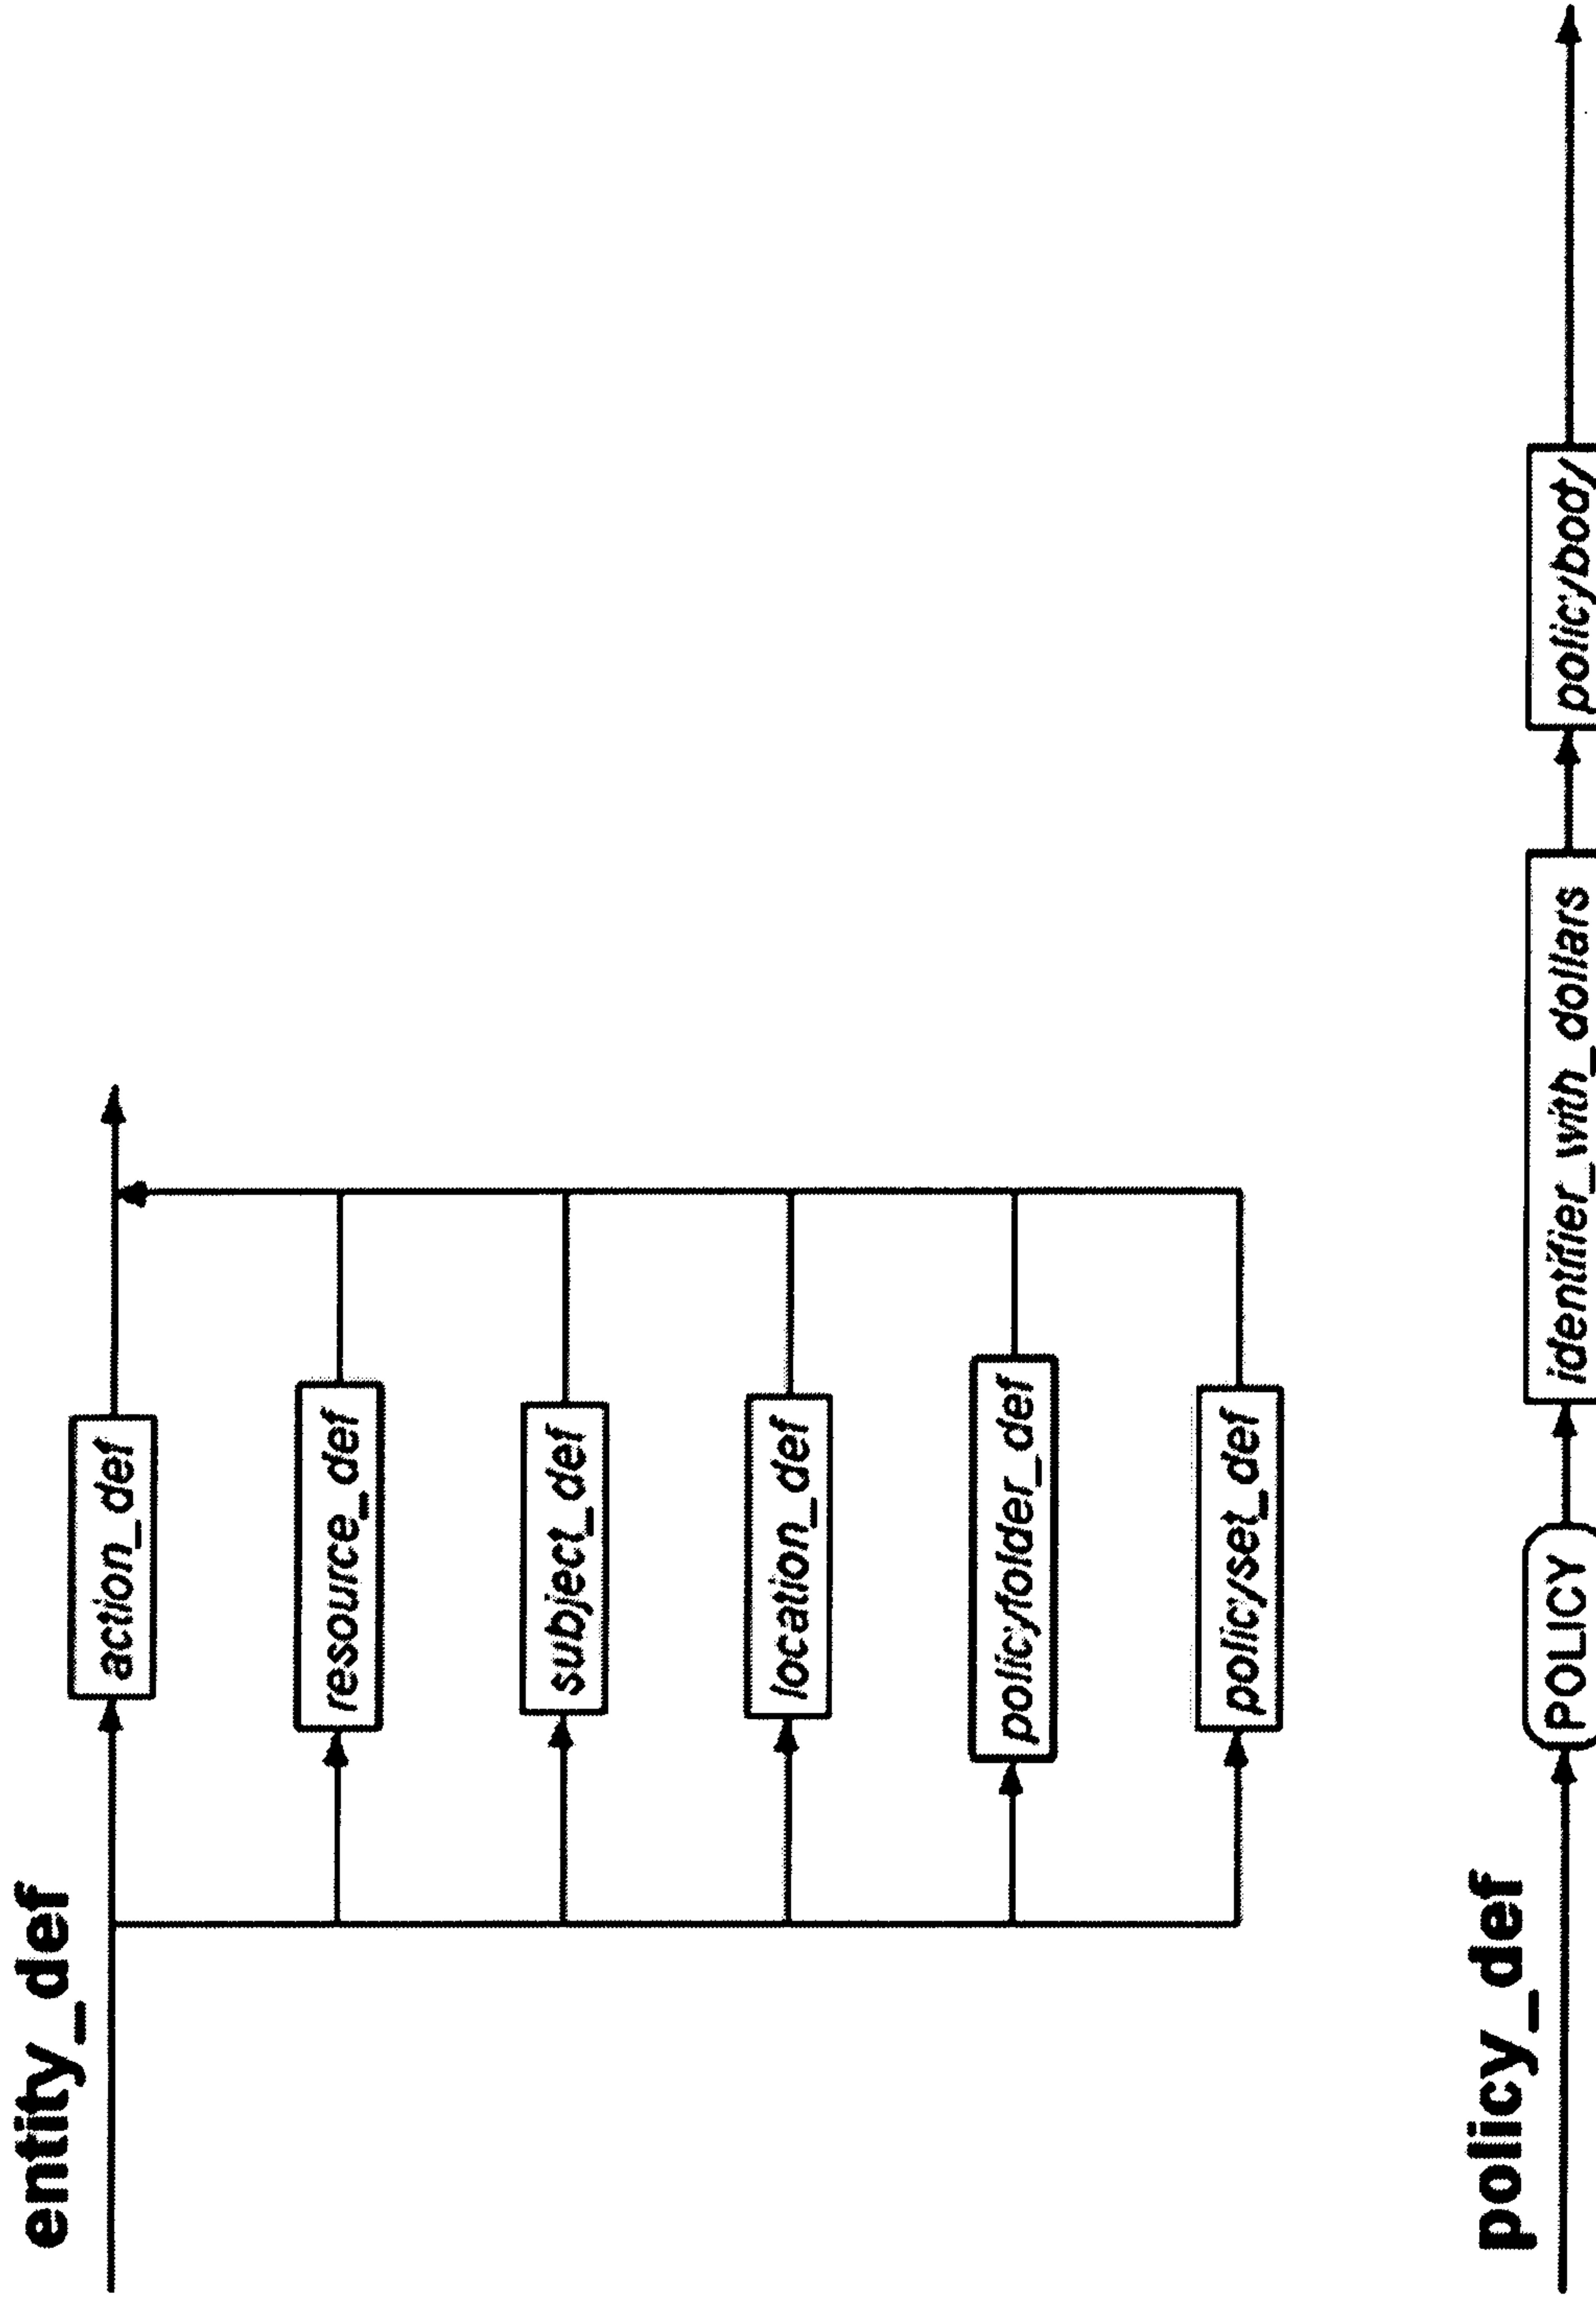 entity_def
action_def
resource_def
subject_def
location_def
policyfolder_def
policyset_def
policy_def
POLICY identifier_with_dollars policybody